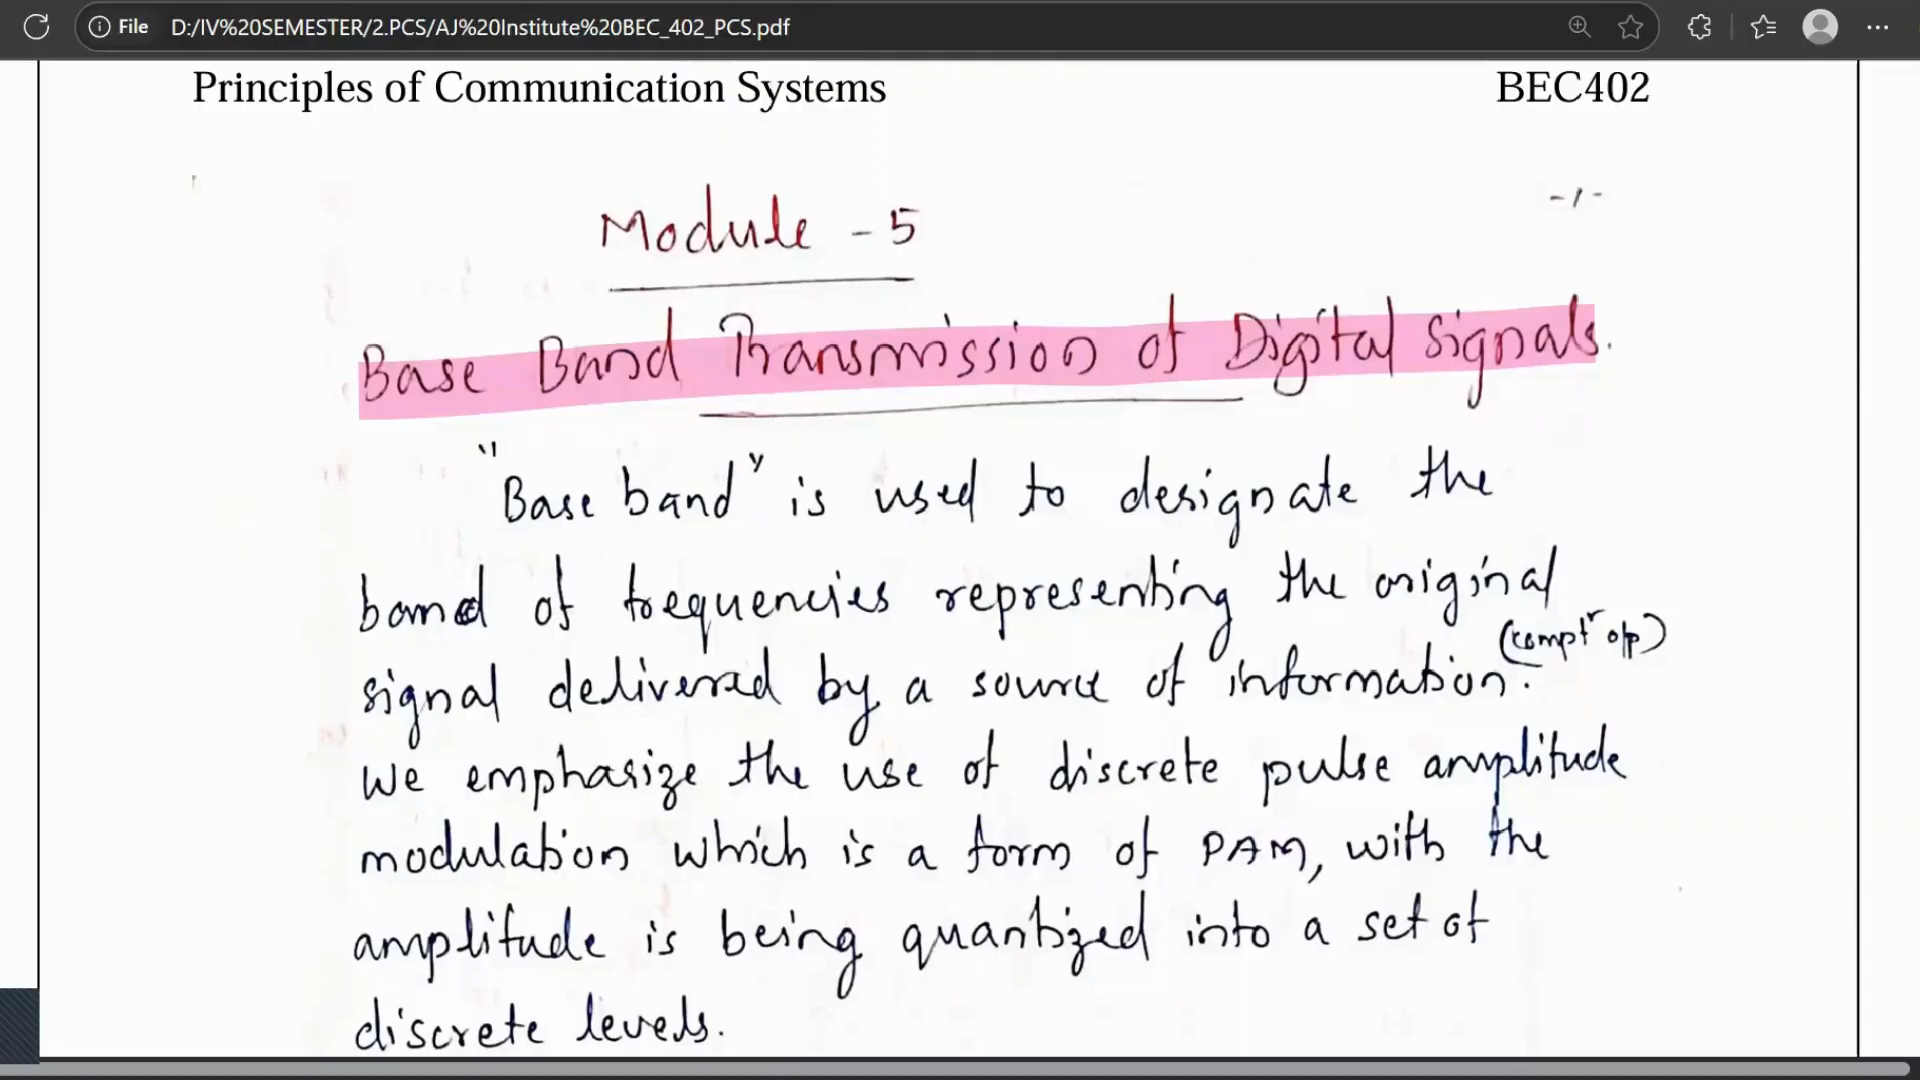 File D:/IV%20SEMESTER/2.PCS/AJ%20Institute%20BEC_402_PCS.pdf
Principles of Communication Systems BEC402
-1-
Module - 5
Base Band Transmission of Digital Signals.
"Base band" is used to designate the
band of frequencies representing the original
(comptr o/p)
signal delivered by a source of information.
We emphasize the use of discrete pulse amplitude
modulation which is a form of PAM, with the
amplitude is being quantized into a set of
discrete levels.